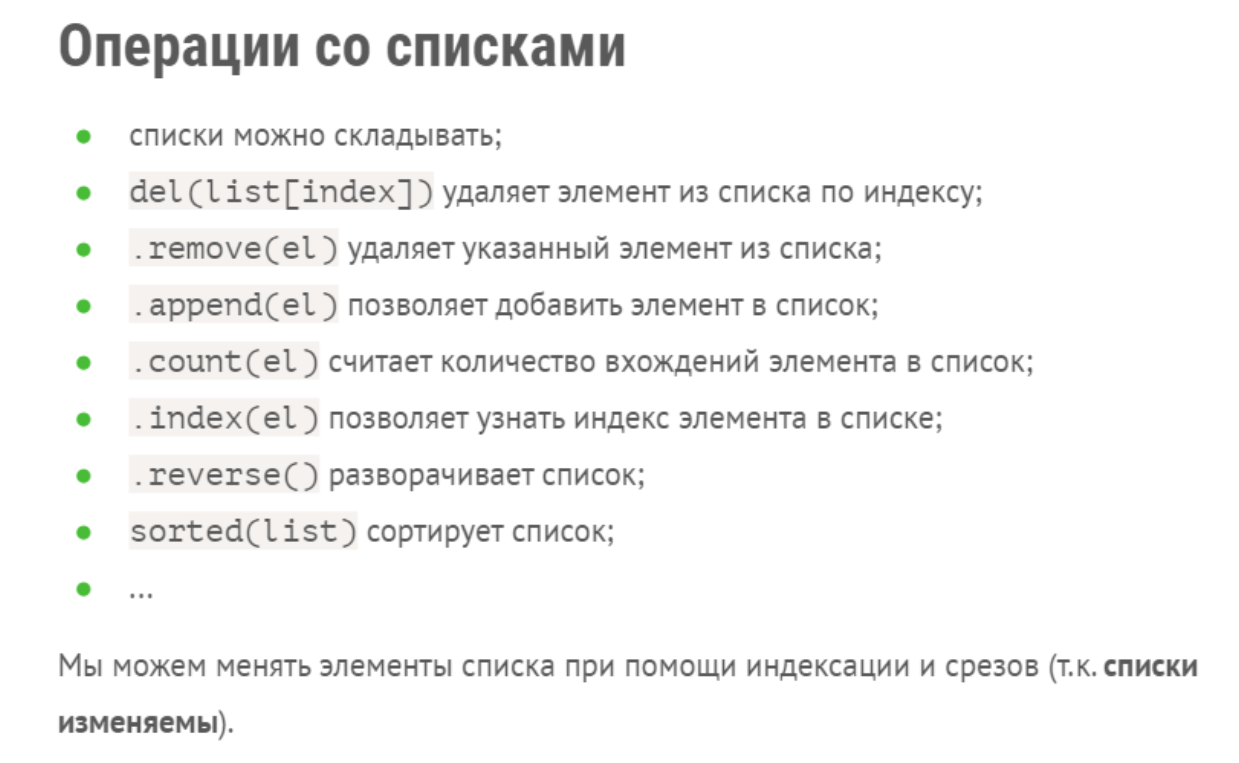 Операции со списками
списки можно складывать;
del(list[index]) удаляет элемент из списка по индексу;
.remove(el) удаляет указанный элемент из списка;
.append(el) позволяет добавить элемент в список;
.count(el) считает количество вхождений элемента в список;
.index(el) позволяет узнать индекс элемента в списке;
.reverse() разворачивает список;
sorted(list) сортирует список;
...
Мы можем менять элементы списка при помощи индексации и срезов (т.к. списки
изменяемы).